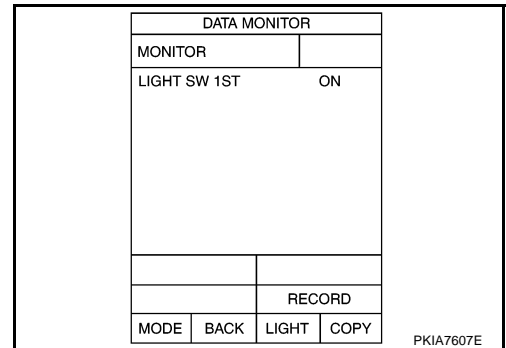 DATA MONITOR
MONITOR
LIGHT SW 1ST ON
RECORD
MODE BACK LIGHT COPY
PKIA7607E